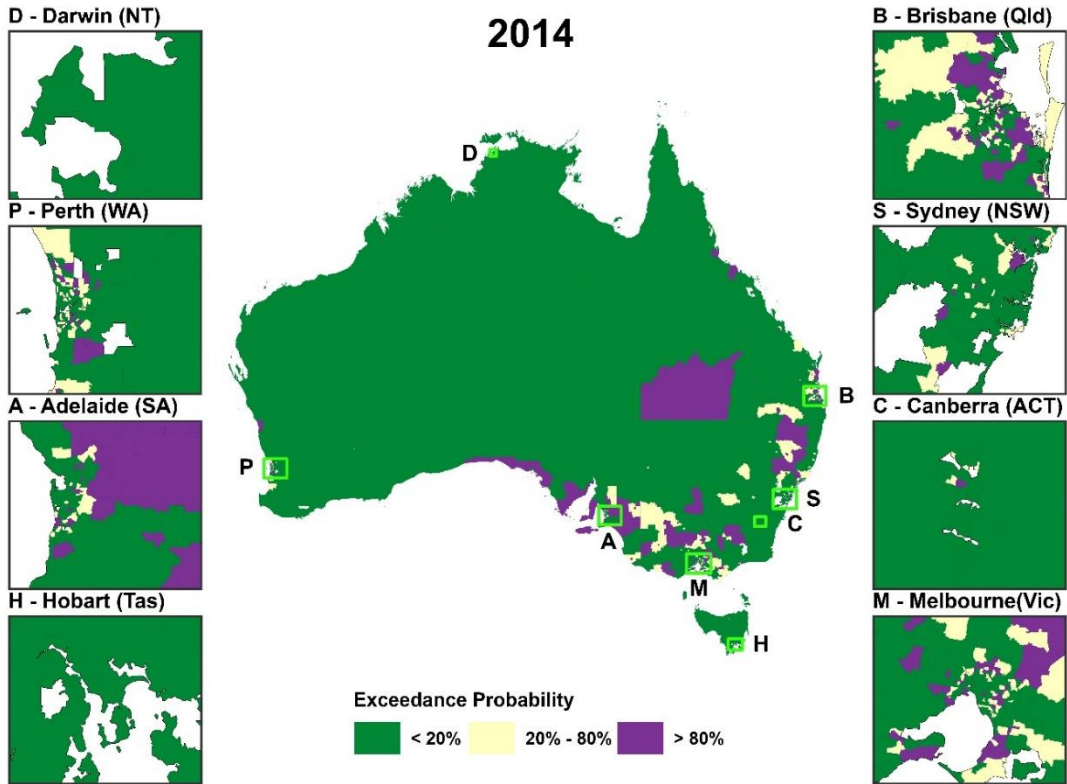 2014
D - Darwin (NT)
B - Brisbane (Qld)
P - Perth (WA)
S - Sydney (NSW)
A - Adelaide (SA)
C - Canberra (ACT)
H - Hobart (Tas)
M - Melbourne(Vic)
D
B
P
S
C
A
M
H
Exceedance Probability
< 20%
20% - 80%
> 80%